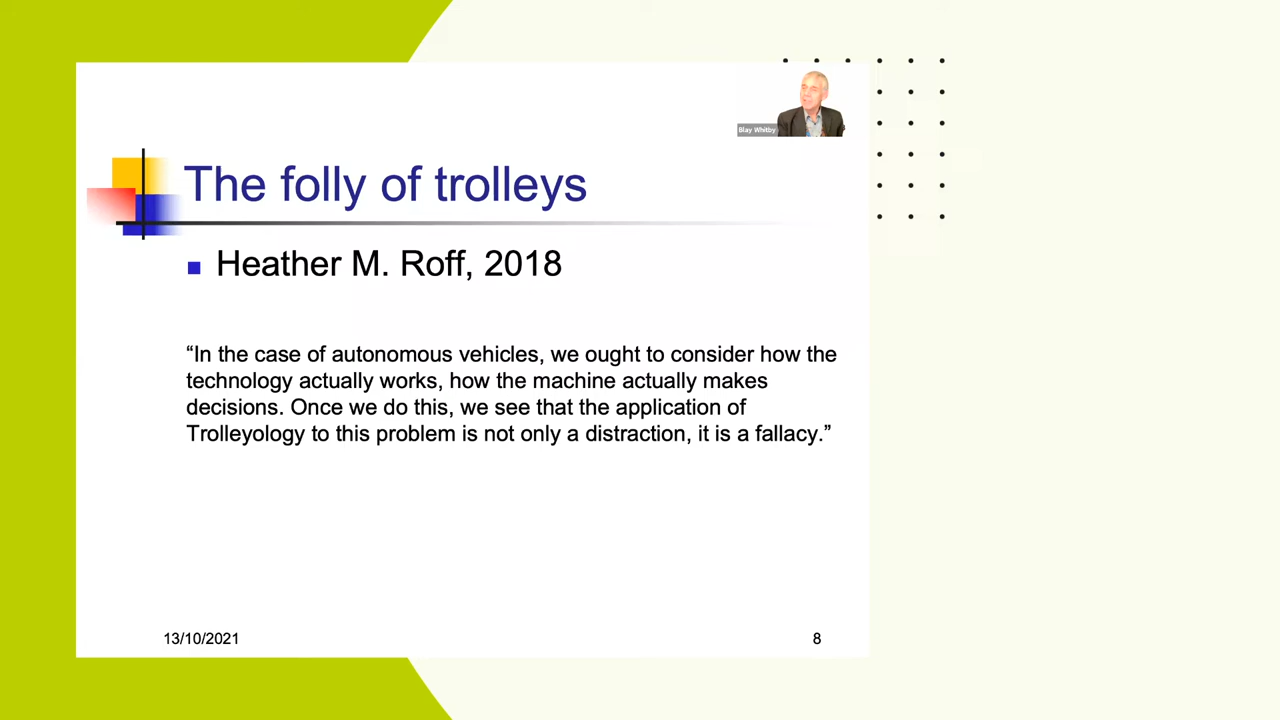 Blay Whitby
The folly of trolleys
Heather M. Roff, 2018
“In the case of autonomous vehicles, we ought to consider how the
technology actually works, how the machine actually makes
decisions. Once we do this, we see that the application of
Trolleyology to this problem is not only a distraction, it is a fallacy.”
13/10/2021
8